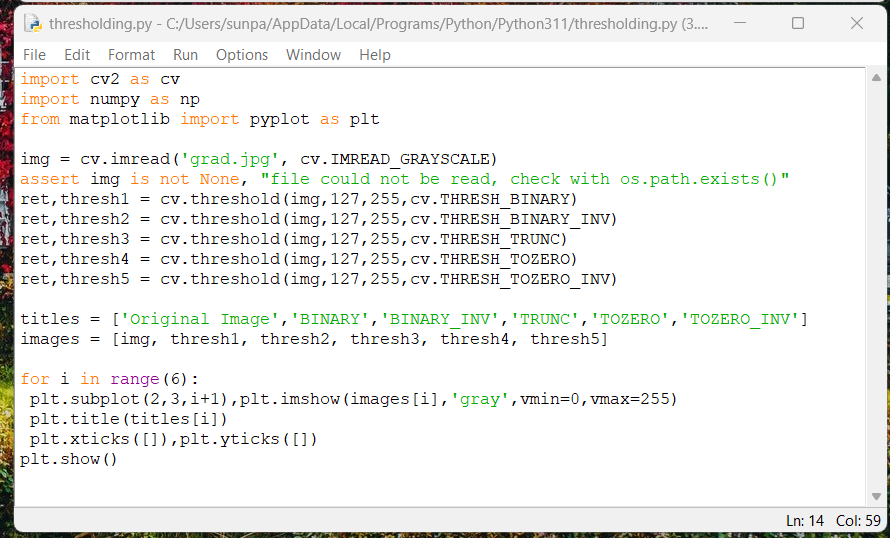 thresholding.py - C:/Users/sunpa/AppData/Local/Programs/Python/Python311/thresholding.py (3....
File Edit Format Run Options Window Help
import cv2 as cv
import numpy as np
from matplotlib import pyplot as plt
img = cv.imread('grad.jpg', cv.IMREAD_GRAYSCALE)
assert img is not None, "file could not be read, check with os.path.exists()"
ret,thresh1 = cv.threshold(img,127,255,cv.THRESH_BINARY)
ret,thresh2 = cv.threshold(img,127,255,cv.THRESH_BINARY_INV)
ret,thresh3 = cv.threshold(img,127,255,cv.THRESH_TRUNC)
ret,thresh4 = cv.threshold(img,127,255,cv.THRESH_TOZERO)
ret,thresh5 = cv.threshold(img,127,255,cv.THRESH_TOZERO_INV)
titles = ['Original Image','BINARY','BINARY_INV','TRUNC','TOZERO','TOZERO_INV']
images = [img, thresh1, thresh2, thresh3, thresh4, thresh5]
for i in range(6):
 plt.subplot(2,3,i+1),plt.imshow(images[i],'gray',vmin=0,vmax=255)
 plt.title(titles[i])
 plt.xticks([]),plt.yticks([])
plt.show()
Ln: 14 Col: 59